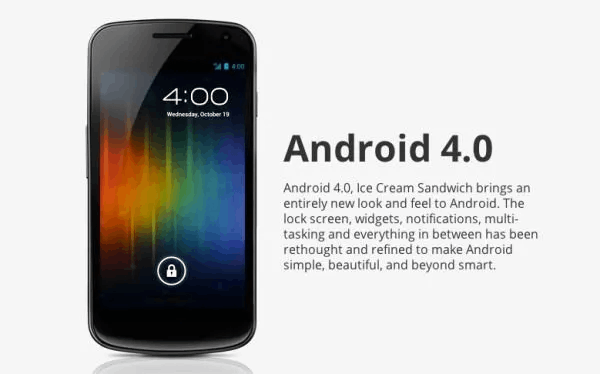 4:00
4:00
Wednesday, October 19
Android 4.0
Android 4.0, Ice Cream Sandwich brings an
entirely new look and feel to Android. The
lock screen, widgets, notifications, multi-
tasking and everything in between has been
rethought and refined to make Android
simple, beautiful, and beyond smart.